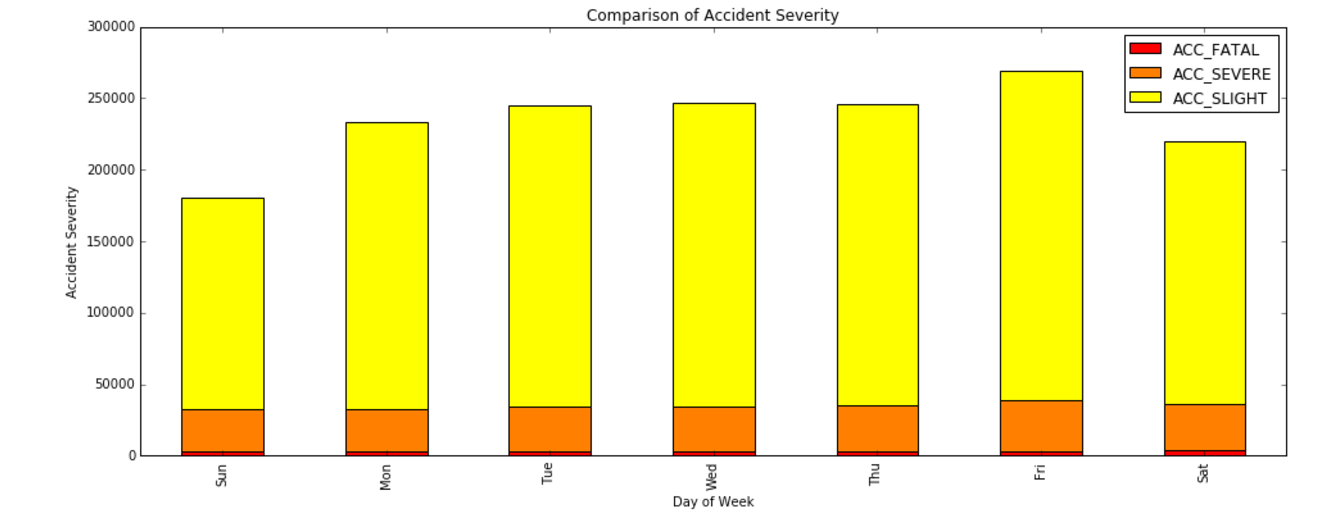 Comparison of Accident Severity
300000
250000
200000
150000
100000
50000
0
Accident Severity
ACC_FATAL
ACC_SEVERE
ACC_SLIGHT
Sun
Mon
Tue
Wed
Thu
Fri
Sat
Day of Week